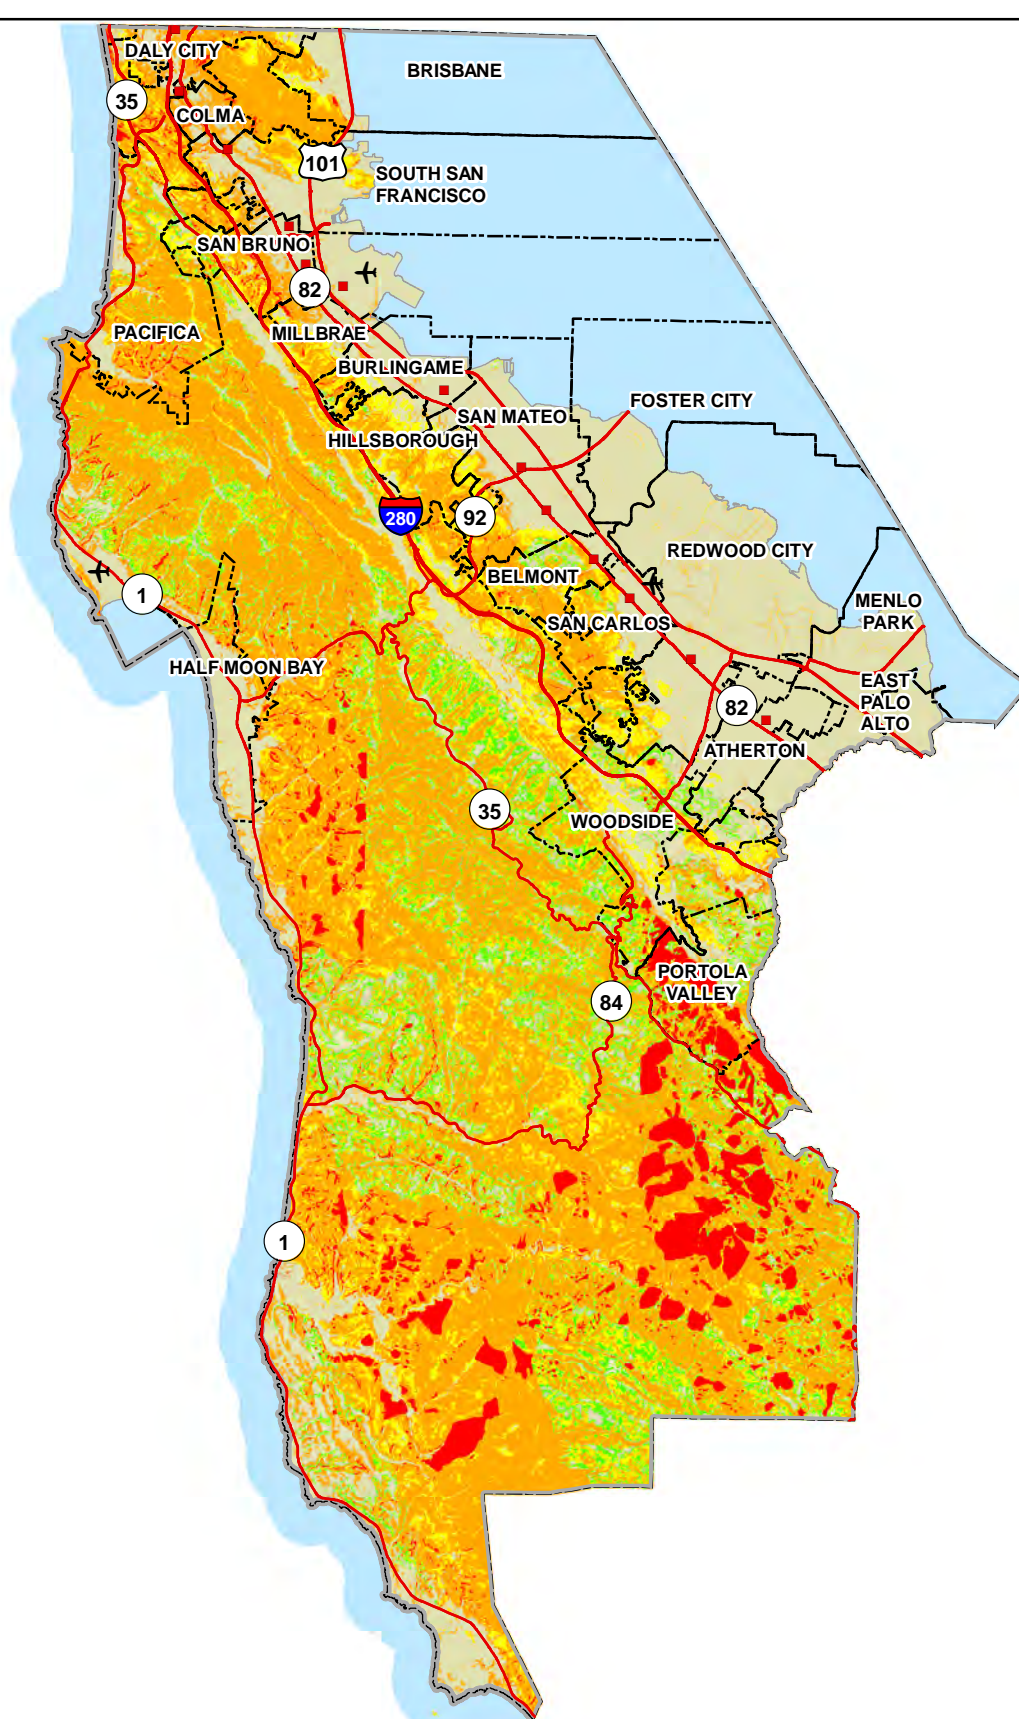 DALY CITY
BRISBANE
35
COLMA
101
SOUTH SAN
FRANCISCO
SAN BRUNO
82
PACIFICA
MILLBRAE
BURLINGAME
FOSTER CITY
SAN MATEO
HILLSBOROUGH
280
92
REDWOOD CITY
BELMONT
1
MENLO
PARK
SAN CARLOS
HALF MOON BAY
EAST
PALO
ALTO
82
ATHERTON
35
WOODSIDE
PORTOLA
VALLEY
84
1